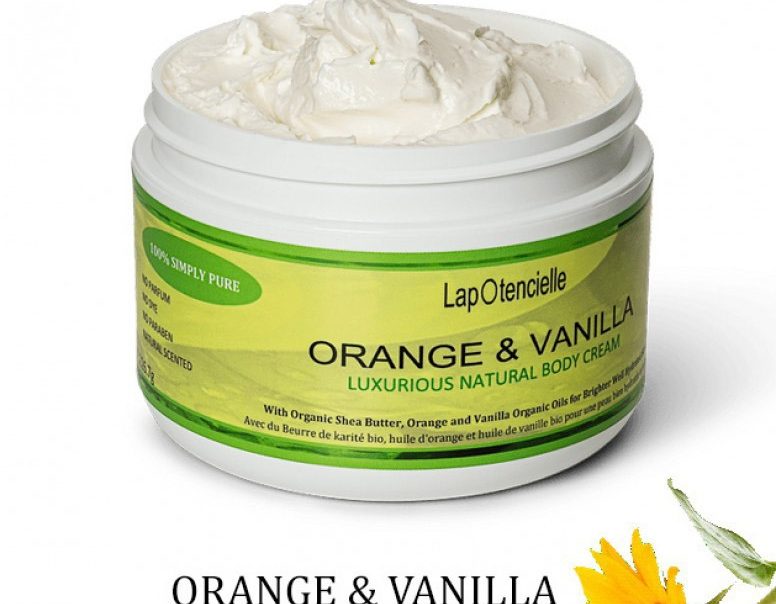 100% SIMPLY PURE
NO PARFUM
NO DYE
NO PARABEN
NATURAL SCENTED
LapOtencielle
ORANGE & VANILLA
LUXURIOUS NATURAL BODY CREAM
With Organic Shea Butter, Orange and Vanilla Organic Oils for Brighter Well
Avec du Beurre de karité bio, huile d'orange et huile de vanille bio pour une peau bien
ORANGE & VANILLA